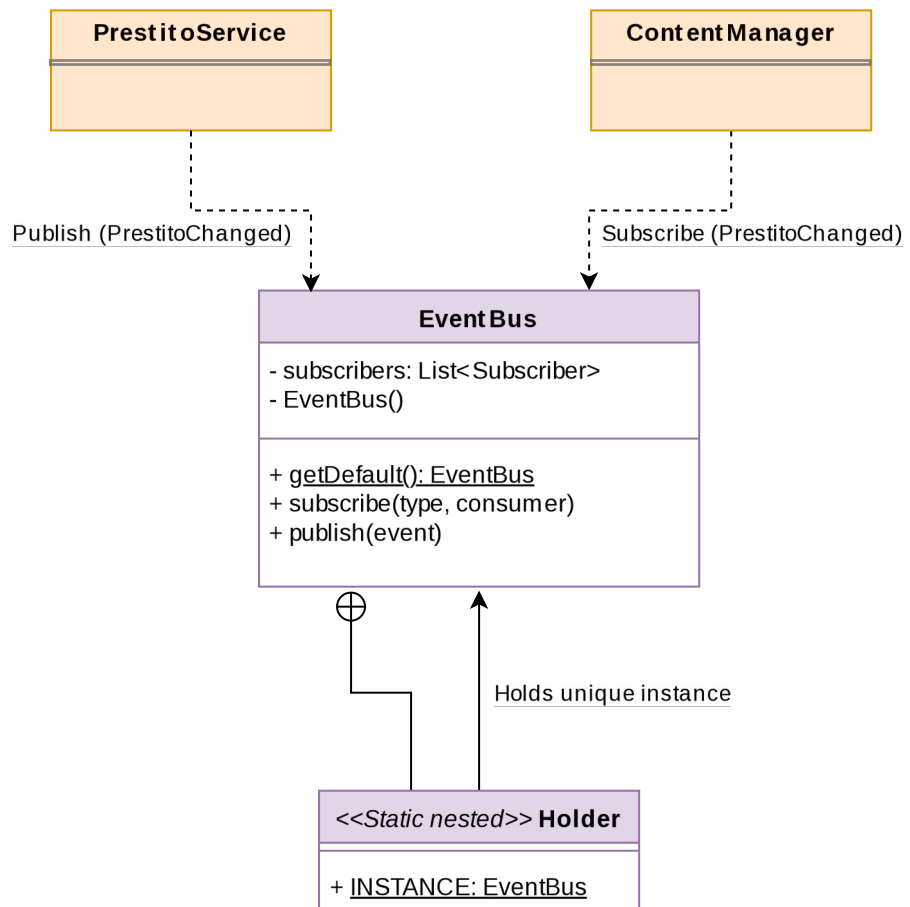 PrestitoService
ContentManager
Publish (PrestitoChanged)
Subscribe (PrestitoChanged)
EventBus
- subscribers: List<Subscriber>
- EventBus()
+ getDefault(): EventBus
+ subscribe(type, consumer)
+ publish(event)
Holds unique instance
<<Static nested>> Holder
+ INSTANCE: EventBus